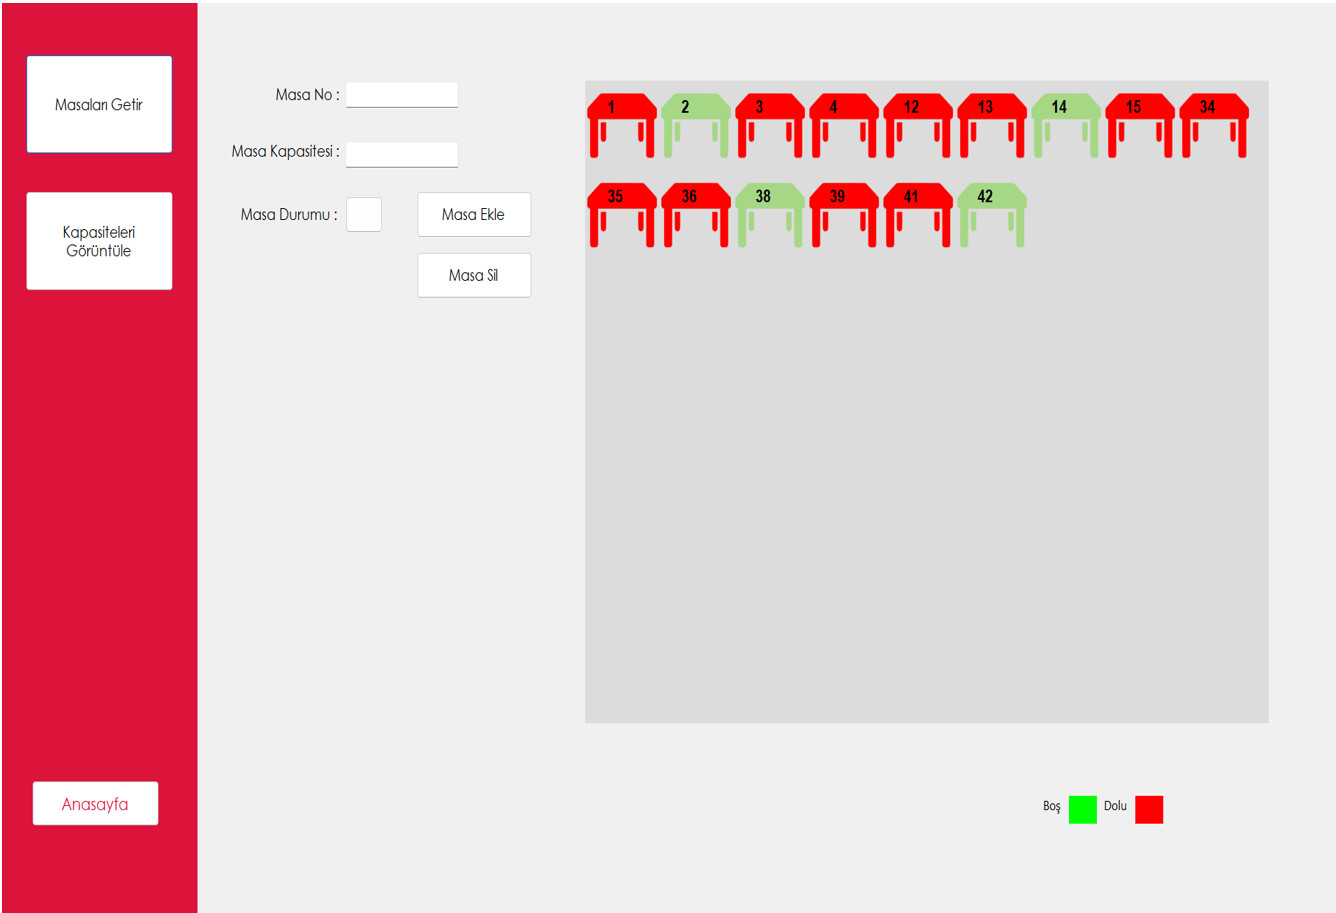 Masaları Getir
Kapasiteleri
Görüntüle
Anasayfa
Masa No :
Masa Kapasitesi :
Masa Durumu :
Masa Ekle
Masa Sil
1 2 3 4 12 13 14 15 34
35 36 38 39 41 42
Boş Dolu